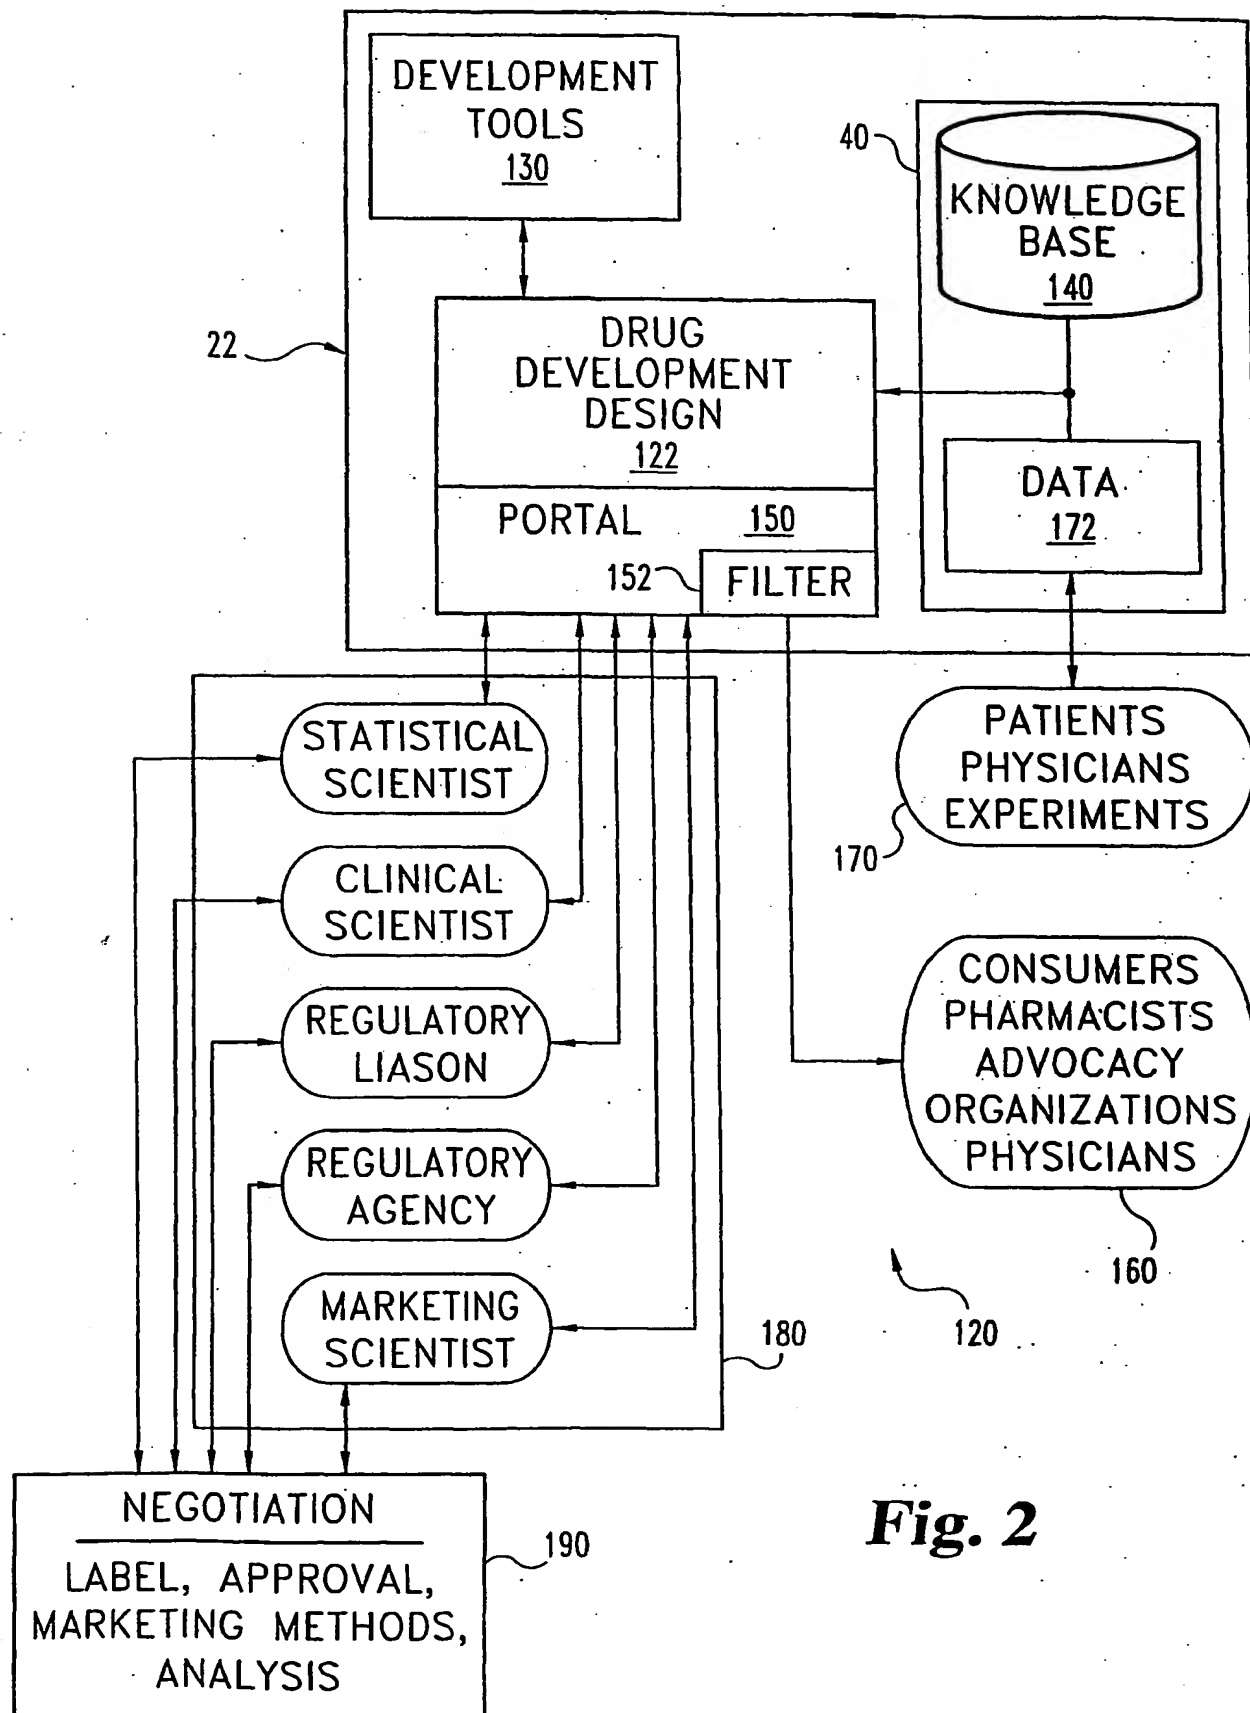 DEVELOPMENT
TOOLS
130
40
KNOWLEDGE
BASE
140
22
DRUG
DEVELOPMENT
DESIGN
122
DATA
172
PORTAL 150
152
FILTER
STATISTICAL
SCIENTIST
PATIENTS
PHYSICIANS
EXPERIMENTS
170
CLINICAL
SCIENTIST
CONSUMERS
PHARMACISTS
ADVOCACY
ORGANIZATIONS
PHYSICIANS
160
REGULATORY
LIASON
REGULATORY
AGENCY
120
MARKETING
SCIENTIST
180
NEGOTIATION
LABEL, APPROVAL,
MARKETING METHODS,
ANALYSIS
190
Fig. 2